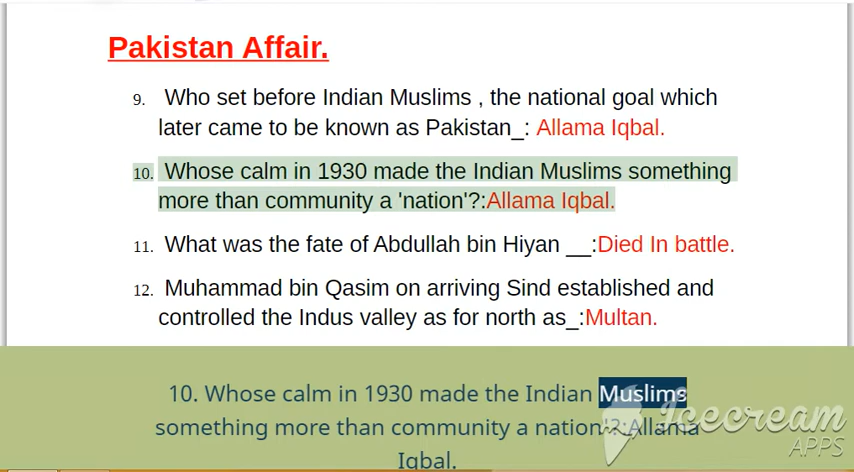 Pakistan Affair.
9. Who set before Indian Muslims , the national goal which
later came to be known as Pakistan_: Allama Iqbal.
10. Whose calm in 1930 made the Indian Muslims something
more than community a 'nation'?:Allama Iqbal.
11. What was the fate of Abdullah bin Hiyan __:Died In battle.
12. Muhammad bin Qasim on arriving Sind established and
controlled the Indus valley as for north as_:Multan.
10. Whose calm in 1930 made the Indian Muslims
something more than community a nation'?:Allama
Iqbal.
Icecream
APPS